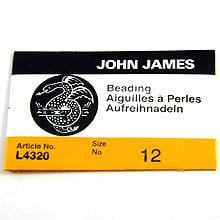 JOHN JAMES
Beading
Aiguilles à Perles
Aufreihnadeln
Article No.
L4320
Size
No
12